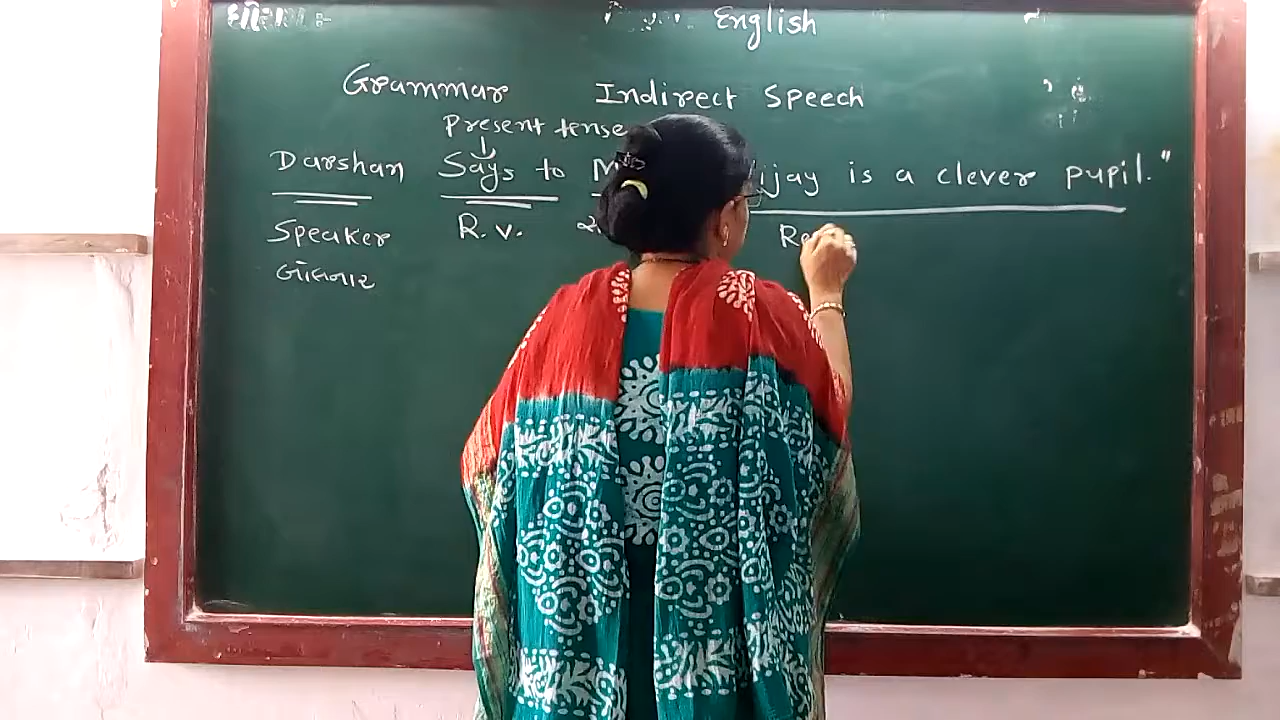 English
Grammar Indirect Speech
Present tense
Darshan Says to ijay is a clever pupil."
Speaker R. v. Re
બોલનાર